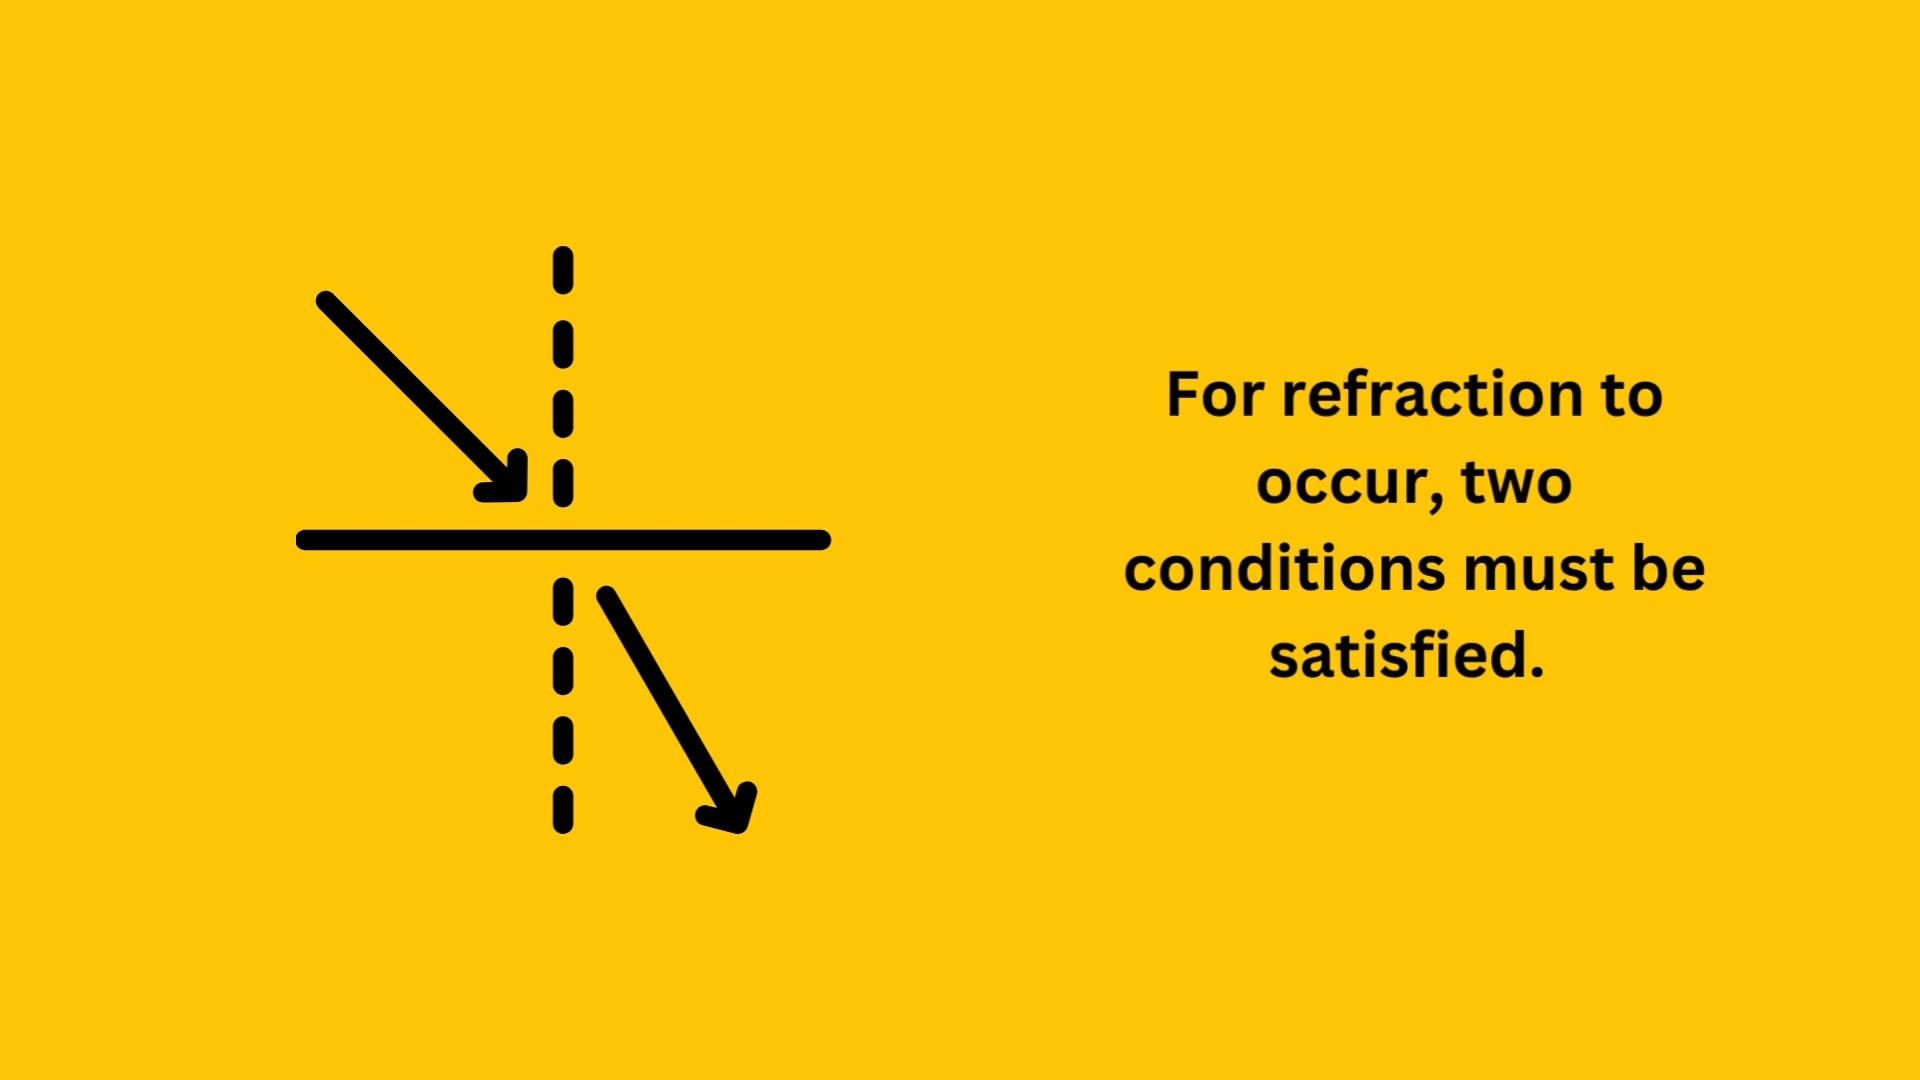 For refraction to
occur, two
conditions must be
satisfied.